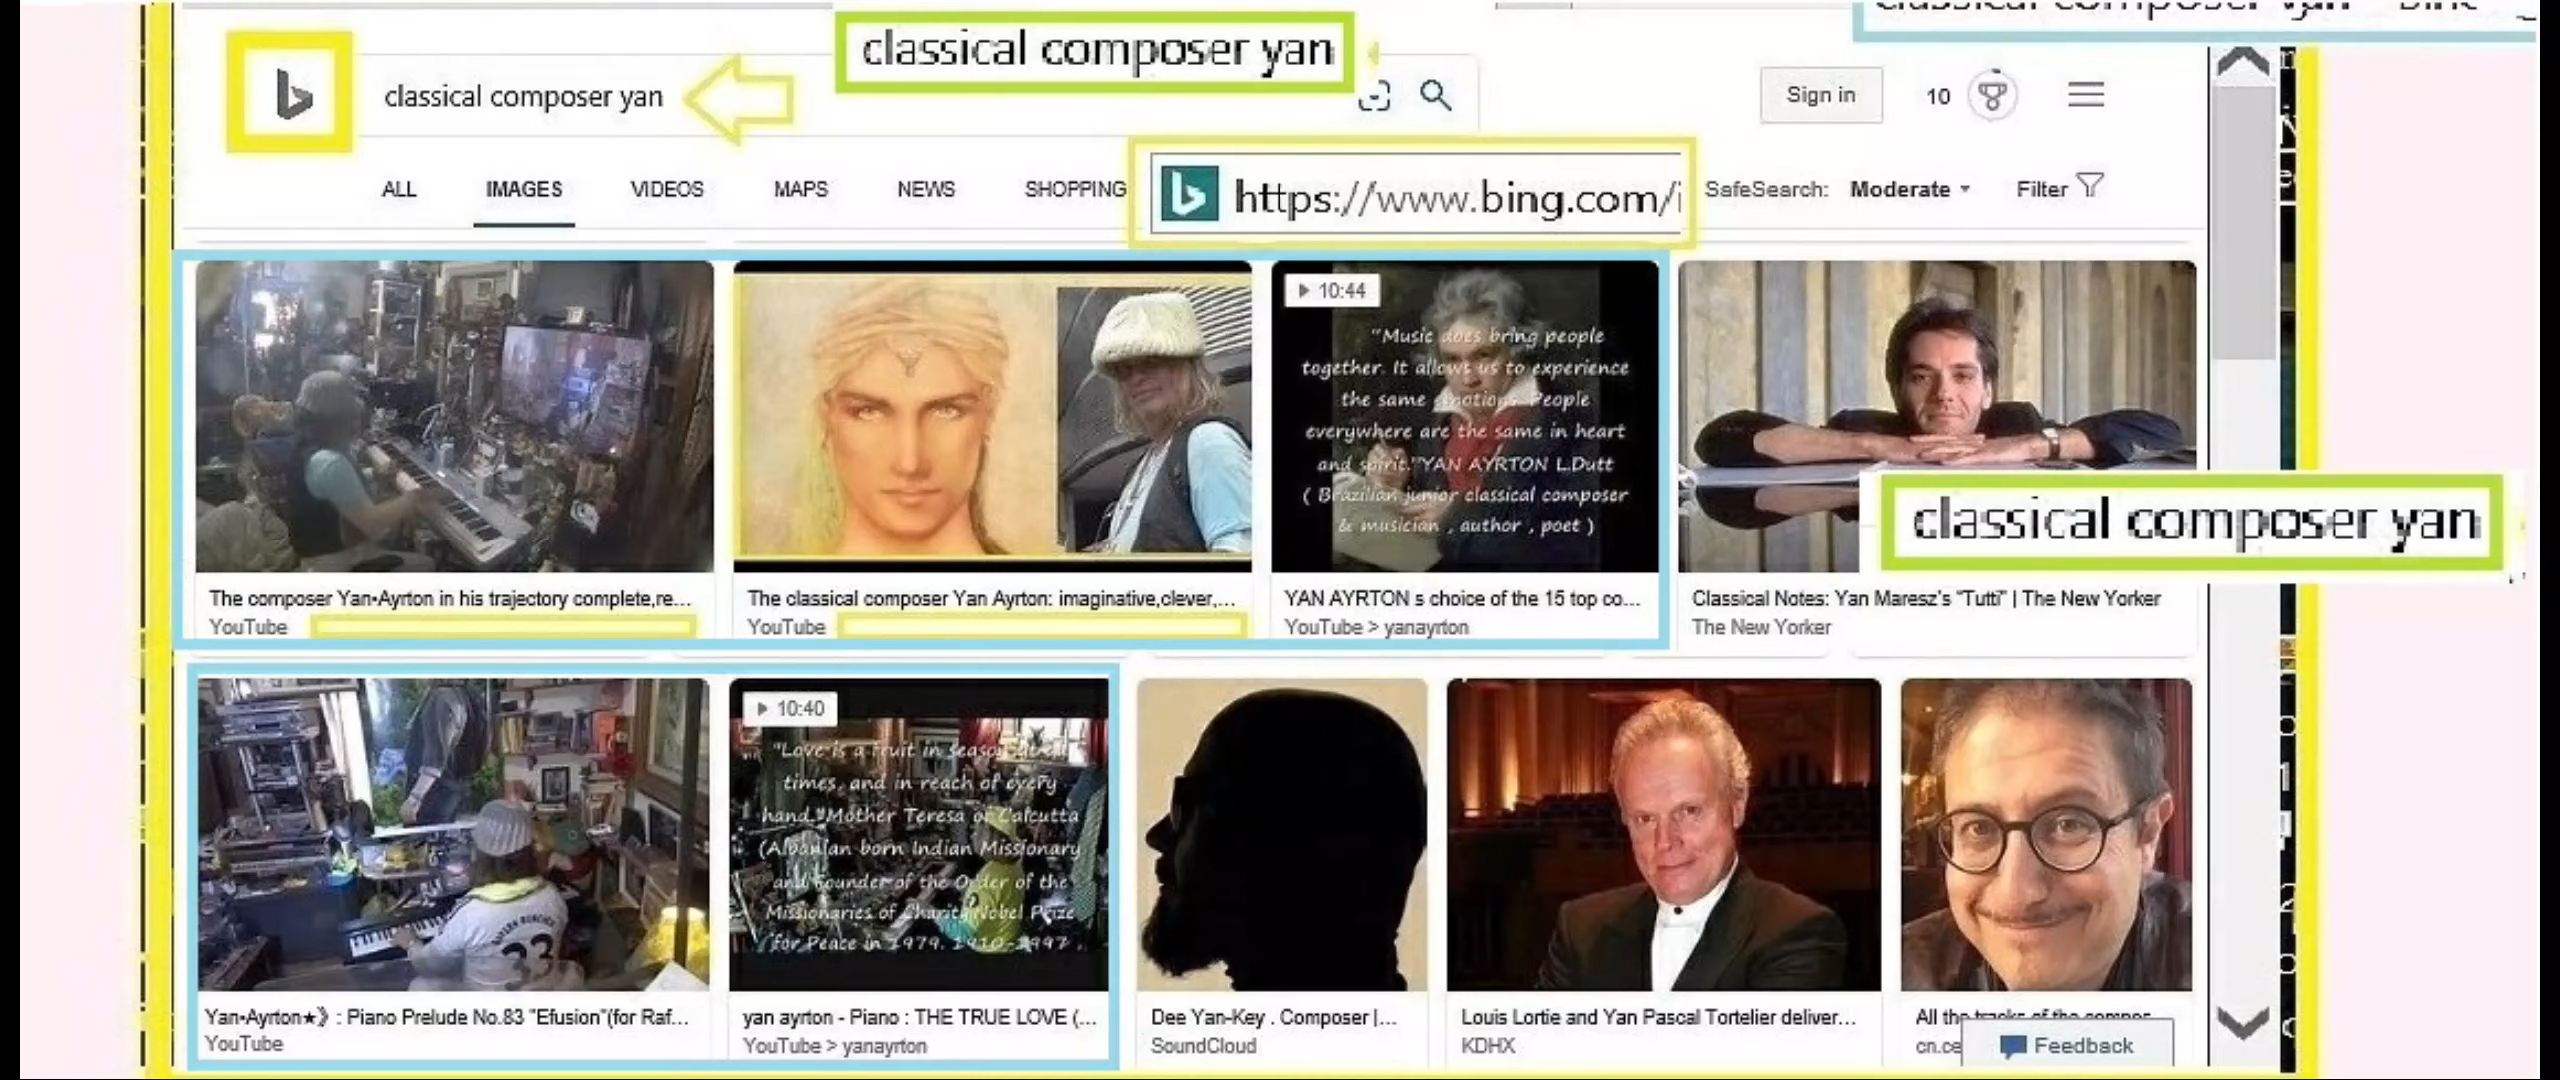 classical composer yan
classical composer yan
Sign in
10
ALL IMAGES VIDEOS MAPS NEWS SHOPPING
https://www.bing.com/i
SafeSearch: Moderate
Filter
10:44
"Music does bring people
together. It allows us to experience
the same emotions. People
everywhere are the same in heart
and spirit."YAN AYRTON L.Dutt
( Brazilian junior classical composer
& musician , author , poet )
classical composer yan
The composer Yan•Ayrton in his trajectory complete,re...
YouTube
The classical composer Yan Ayrton: imaginative,clever,...
YouTube
YAN AYRTON s choice of the 15 top co...
YouTube > yanayrton
Classical Notes: Yan Maresz's "Tutti" | The New Yorker
The New Yorker
33
10:40
"Love is a fruit in season at all
times, and in reach of every
hand."Mother Teresa of Calcutta
(Albanian born Indian Missionary
and Founder of the Order of the
Missionaries of Charity Nobel Prize
for Peace in 1979. 1910-1997 .
Yan•Ayrton★》 : Piano Prelude No.83 "Efusion"(for Raf...
YouTube
yan ayrton - Piano : THE TRUE LOVE (...
YouTube > yanayrton
Dee Yan-Key . Composer |...
SoundCloud
Louis Lortie and Yan Pascal Tortelier deliver...
KDHX
All the tracks of the compos...
cn.ce
Feedback